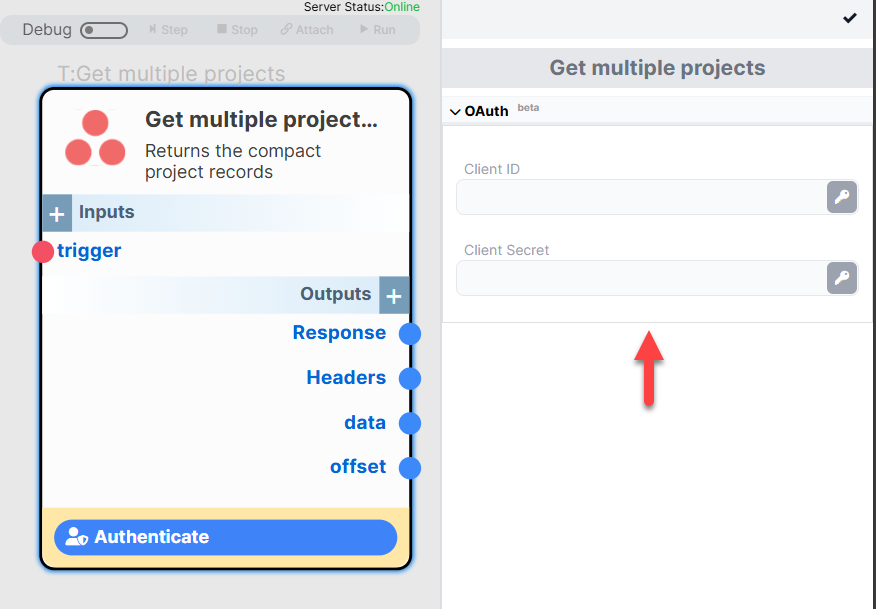 Server Status:Online
Debug Step Stop Attach Run
T:Get multiple projects
Get multiple project...
Returns the compact
project records
Inputs
trigger
Outputs
Response
Headers
data
offset
Authenticate
Get multiple projects
OAuth beta
Client ID
Client Secret